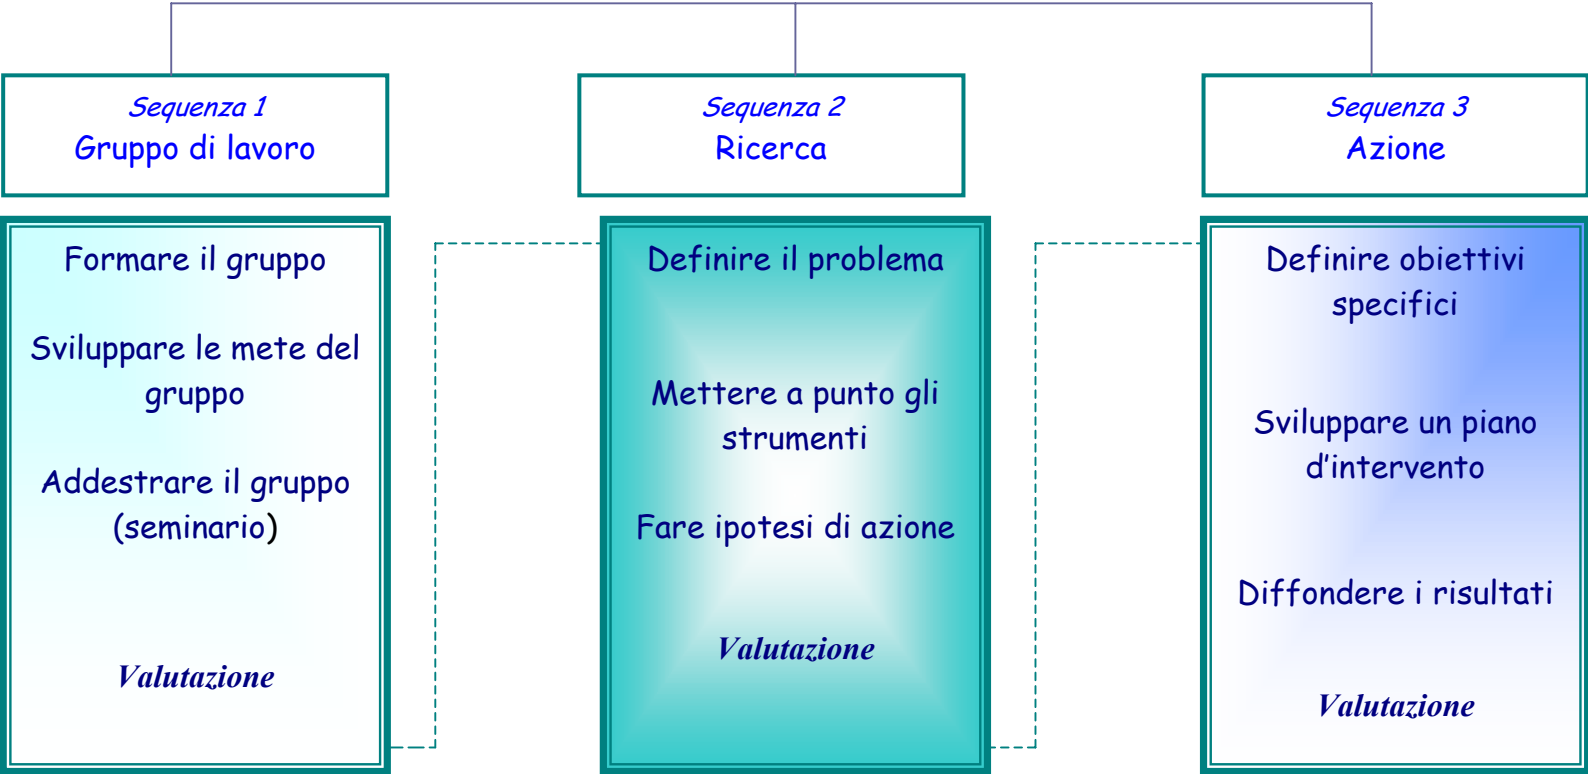 Sequenza 1
Gruppo di lavoro
Sequenza 2
Ricerca
Sequenza 3
Azione
Formare il gruppo
Sviluppare le mete del
gruppo
Addestrare il gruppo
(seminario)
Valutazione
Definire il problema
Mettere a punto gli
strumenti
Fare ipotesi di azione
Valutazione
Definire obiettivi
specifici
Sviluppare un piano
d’intervento
Diffondere i risultati
Valutazione